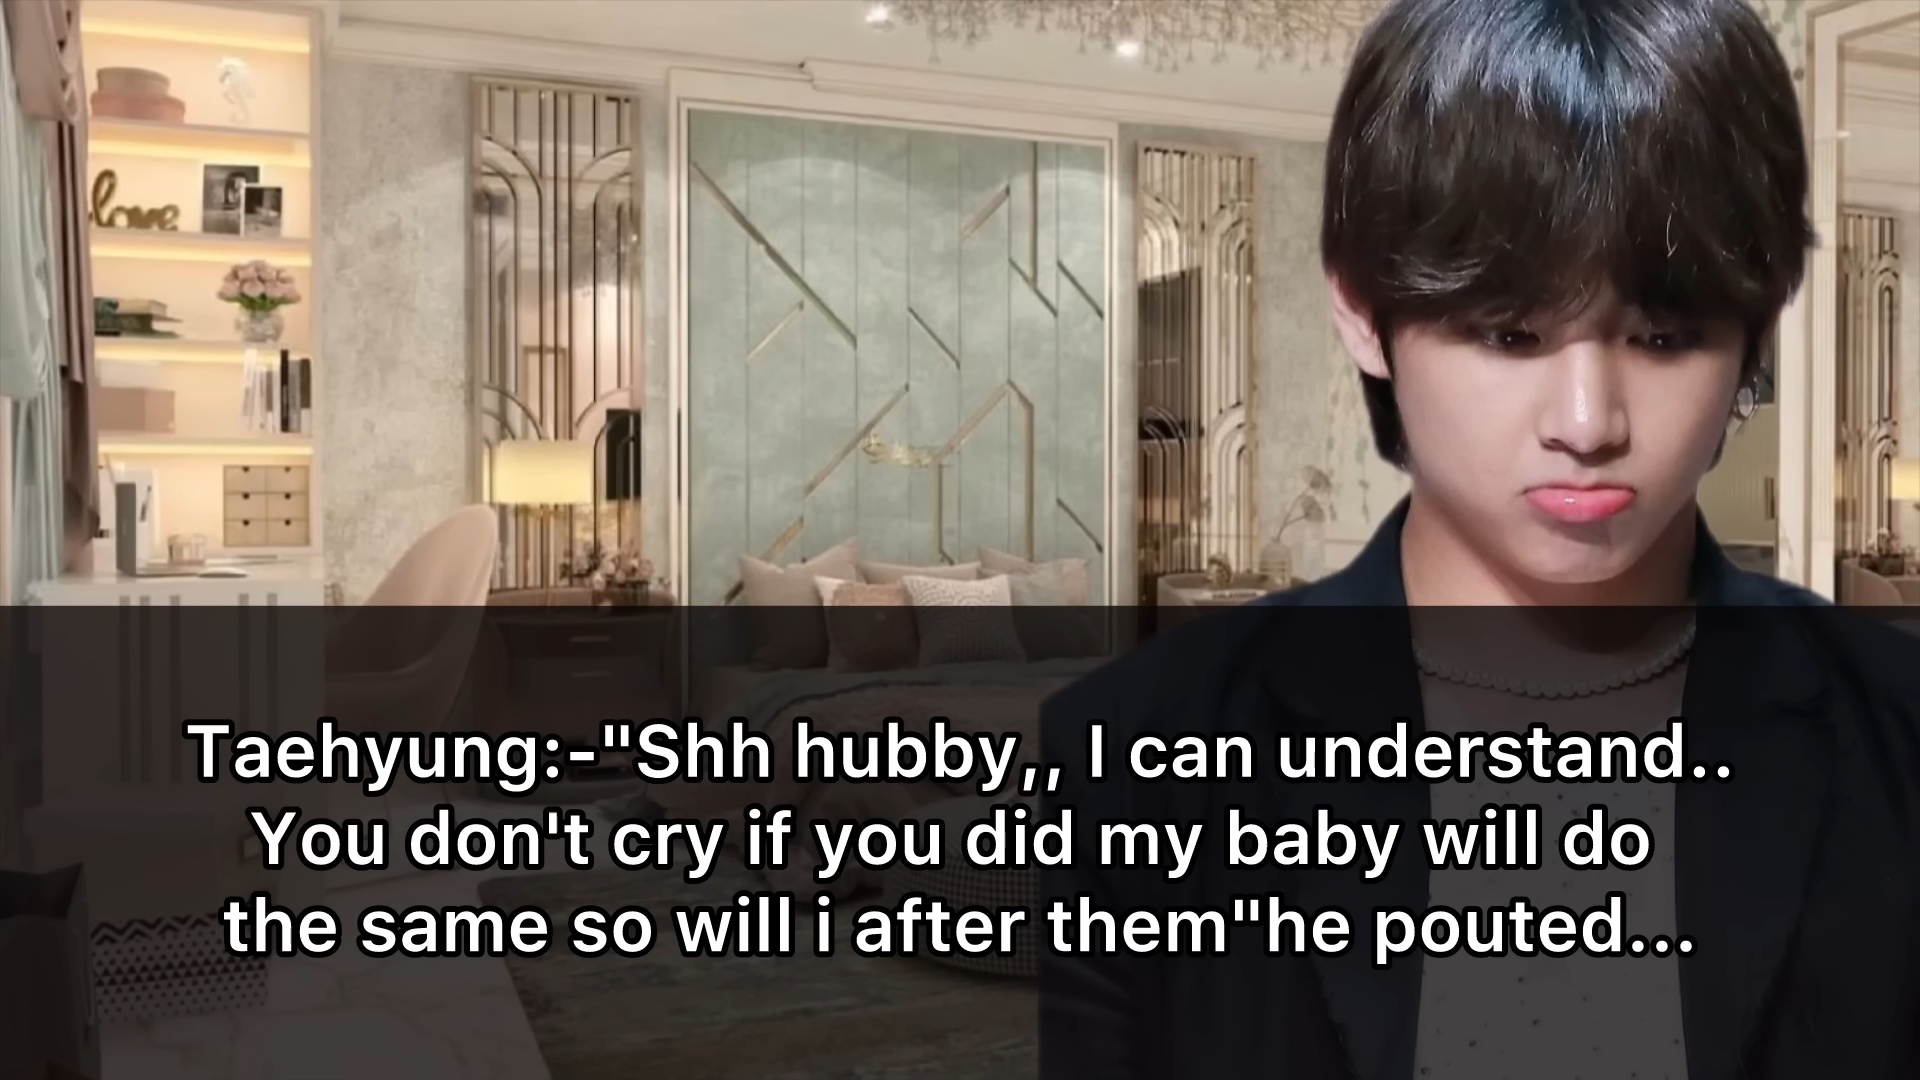 love
Taehyung:-"Shh hubby,, I can understand..
You don't cry if you did my baby will do
the same so will i after them"he pouted...